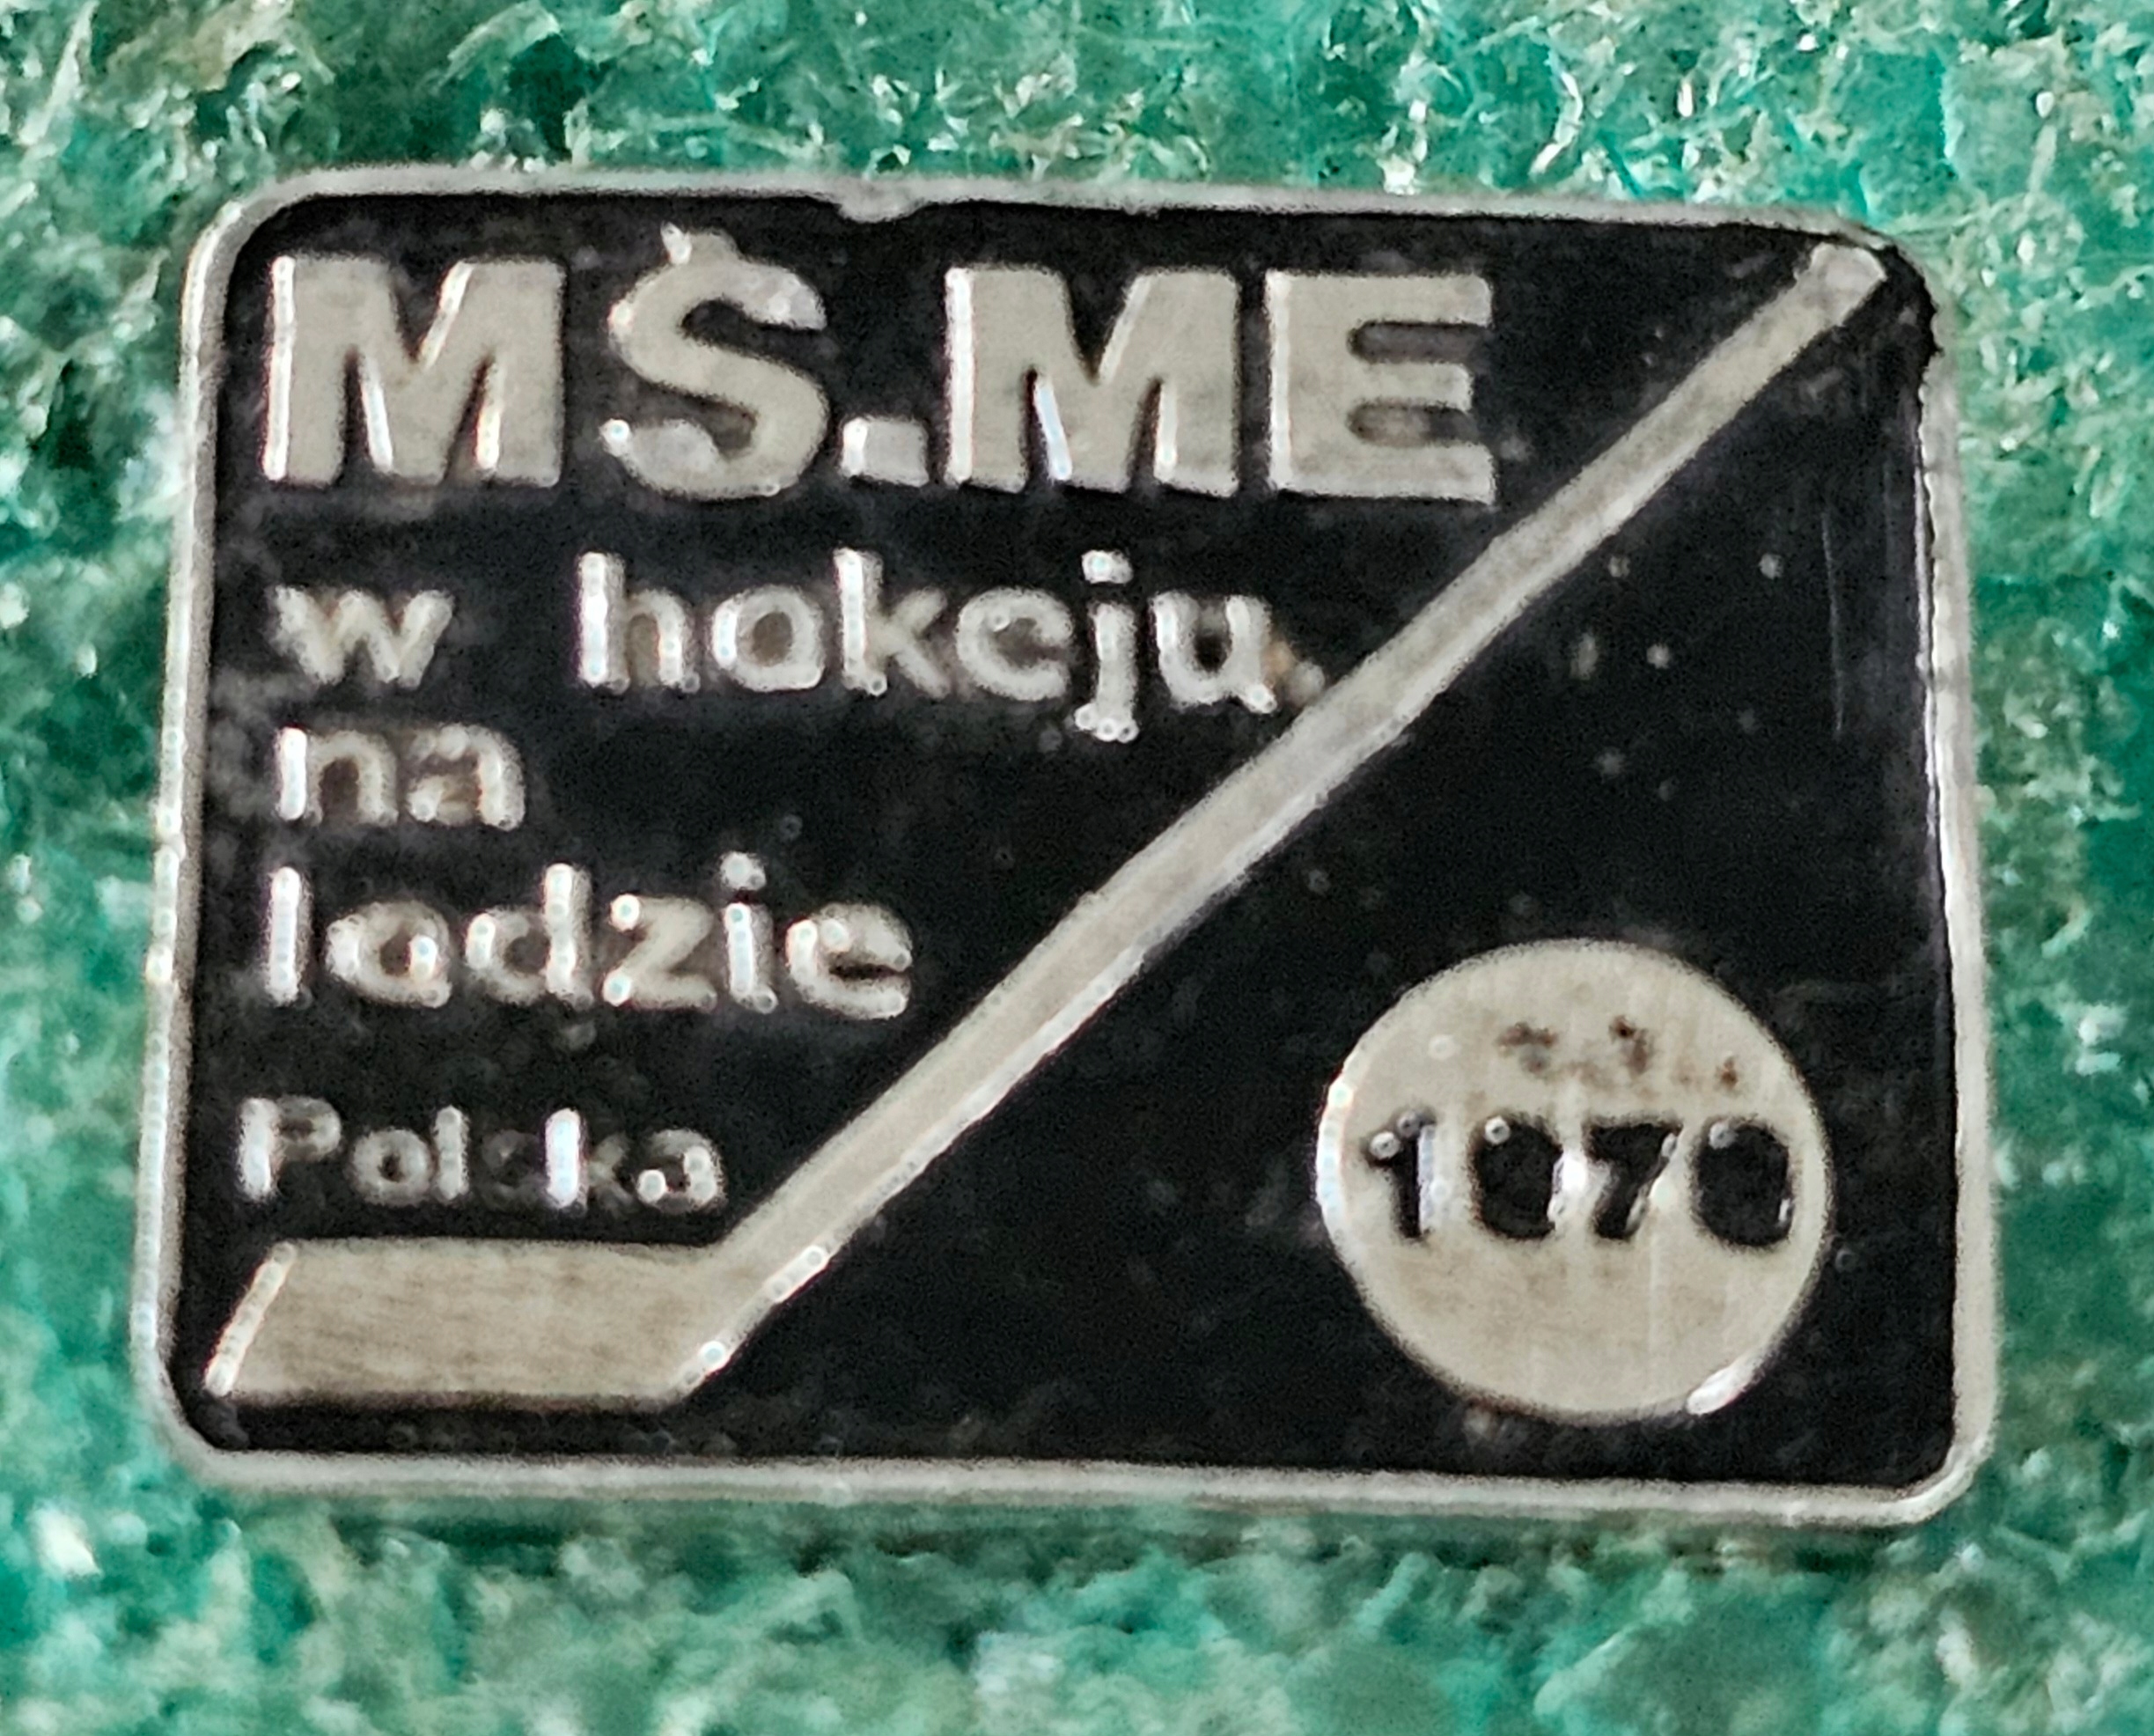 MŚ.ME
w hokeju
na
lodzie
Polska
1976